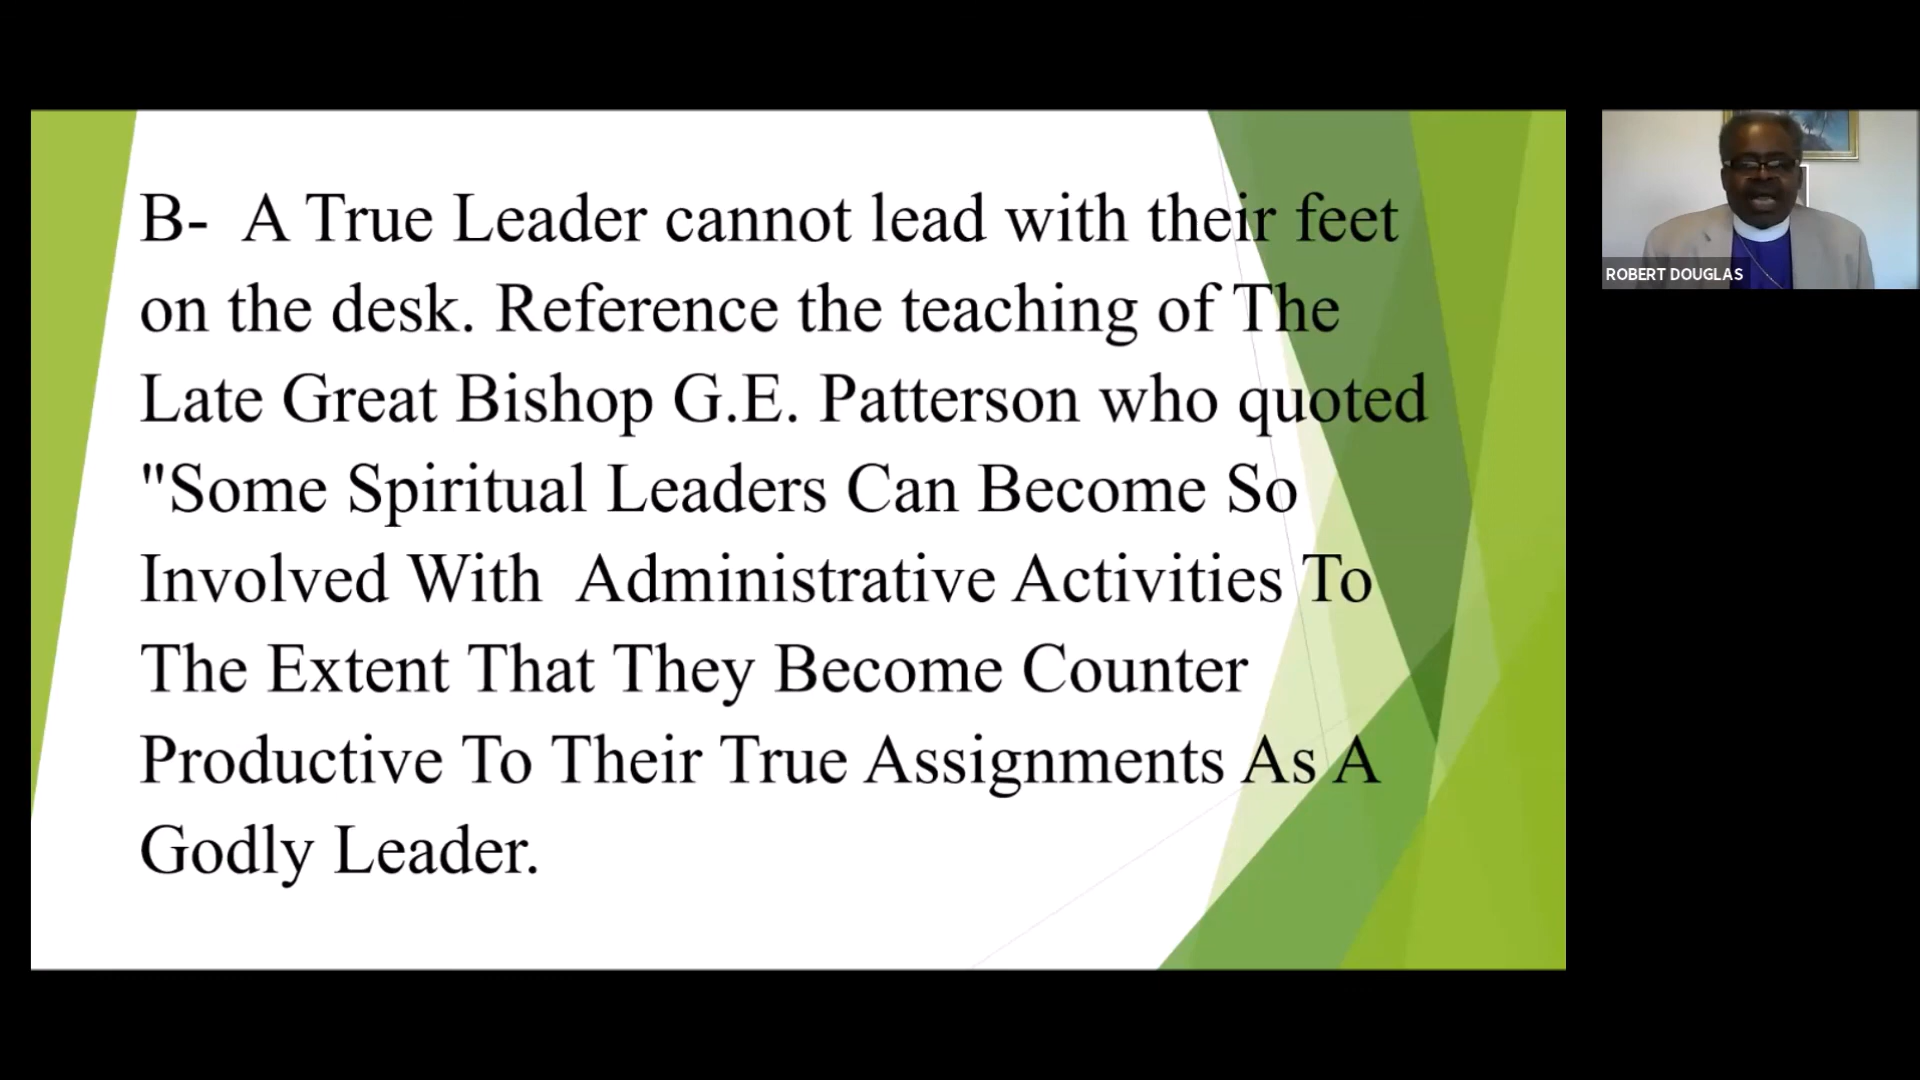 B-  A True Leader cannot lead with their feet
on the desk. Reference the teaching of The
Late Great Bishop G.E. Patterson who quoted
"Some Spiritual Leaders Can Become So
Involved With  Administrative Activities To
The Extent That They Become Counter
Productive To Their True Assignments As A
Godly Leader.
ROBERT DOUGLAS